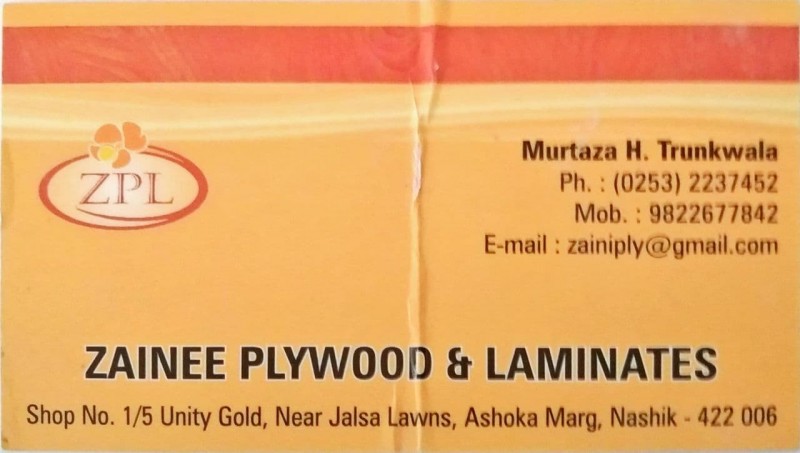 ZPL
Murtaza H. Trunkwala
Ph. : (0253) 2237452
Mob. : 9822677842
E-mail : zainiply@gmail.com
ZAINEE PLYWOOD & LAMINATES
Shop No. 1/5 Unity Gold, Near Jalsa Lawns, Ashoka Marg, Nashik - 422 006